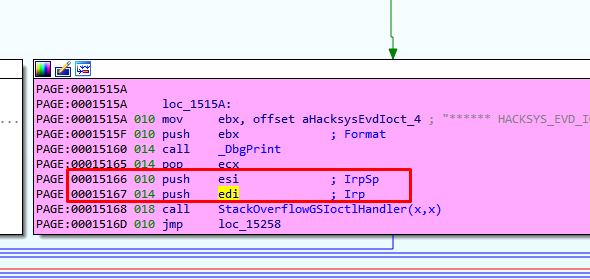 PAGE:0001515A
PAGE:0001515A loc_1515A:
... PAGE:0001515A 010 mov ebx, offset aHacksysEvdIoct_4 ; "****** HACKSYS_EVD_IO
PAGE:0001515F 010 push ebx ; Format
PAGE:00015160 014 call _DbgPrint
PAGE:00015165 014 pop ecx
PAGE:00015166 010 push esi ; IrpSp
PAGE:00015167 014 push edi ; Irp
PAGE:00015168 018 call StackOverflowGSIoctlHandler(x,x)
PAGE:0001516D 010 jmp loc_15258